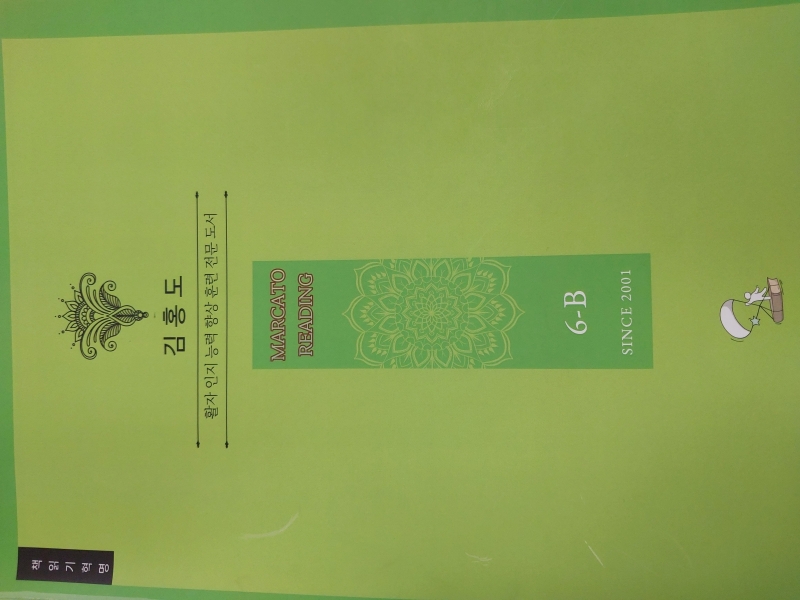 책읽기혁명
김홍도
활자 인지 능력 향상 훈련 전문 도서
MARCATO
READING
6-B
SINCE 2001